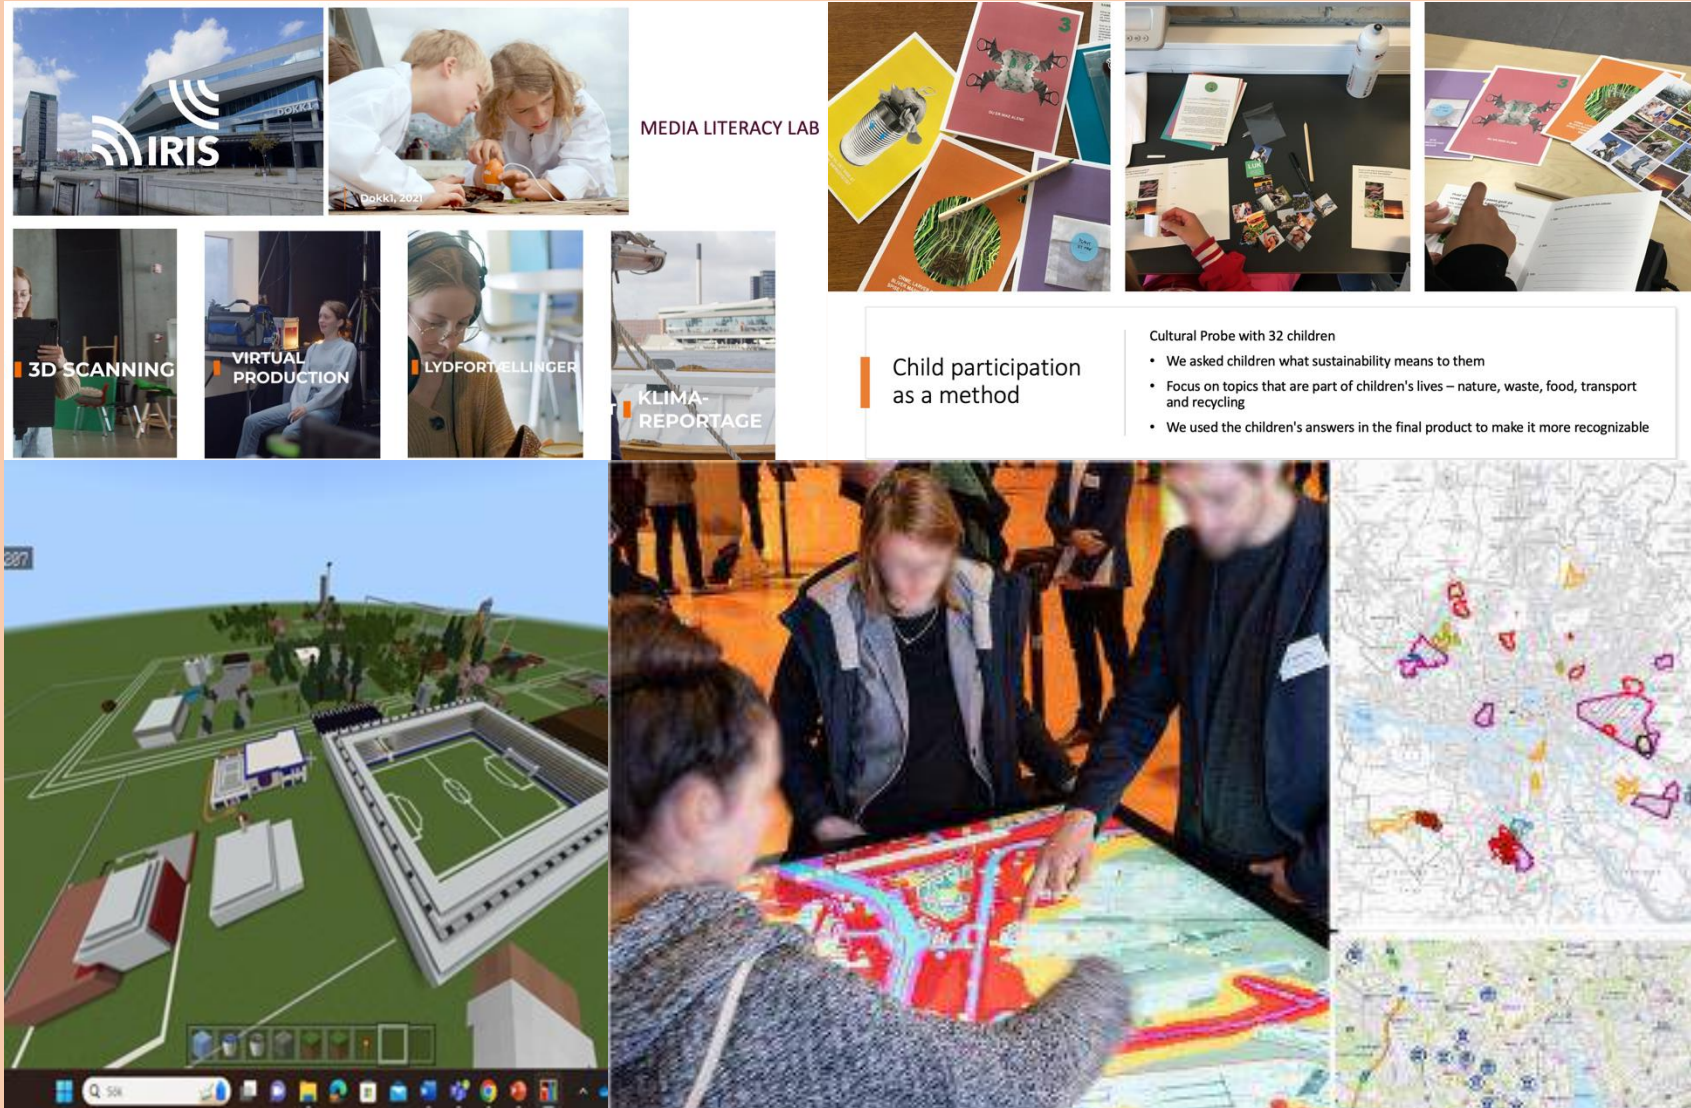 IRIS
DOKK1
Dokk1, 2021
MEDIA LITERACY LAB
3D SCANNING
VIRTUAL
PRODUCTION
LYDFORTÆLLINGER
KLIMA-
REPORTAGE
3
3
Child participation
as a method
Cultural Probe with 32 children
• We asked children what sustainability means to them
• Focus on topics that are part of children's lives – nature, waste, food, transport
and recycling
• We used the children's answers in the final product to make it more recognizable
Sök